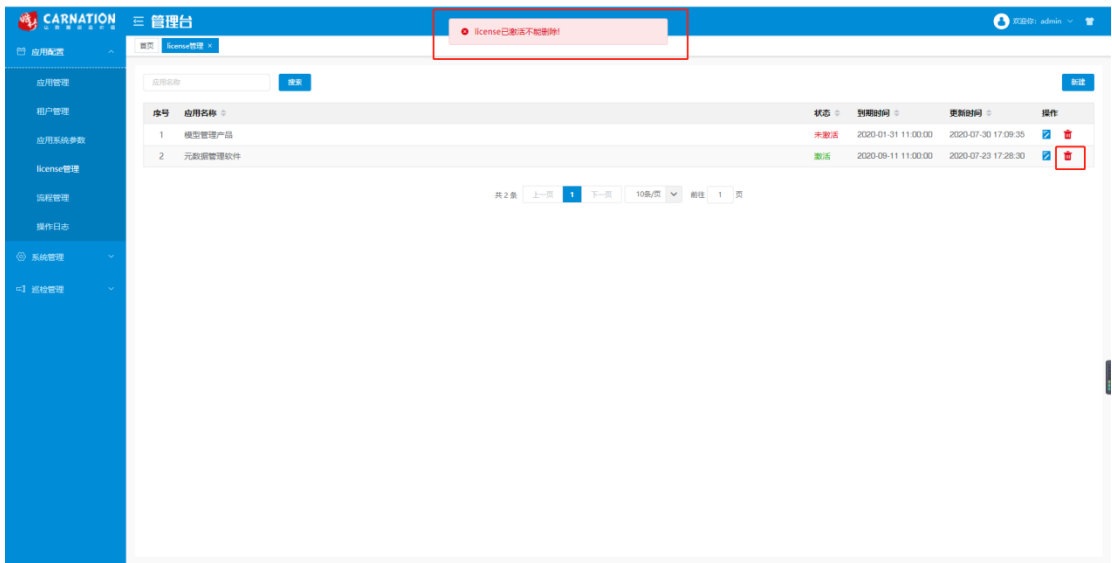 CARNATION 管理台 license已激活不能删除! 欢迎你: admin
应用配置 首页 license管理 ×
应用管理 应用名称 搜索 新建
租户管理 序号 应用名称 状态 到期时间 更新时间 操作
1 模型管理产品 未激活 2020-01-31 11:00:00 2020-07-30 17:09:35
应用系统参数
2 元数据管理软件 激活 2020-09-11 11:00:00 2020-07-23 17:28:30
license管理
流程管理 共 2 条 上一页 1 下一页 10条/页 前往 1 页
操作日志
系统管理
巡检管理